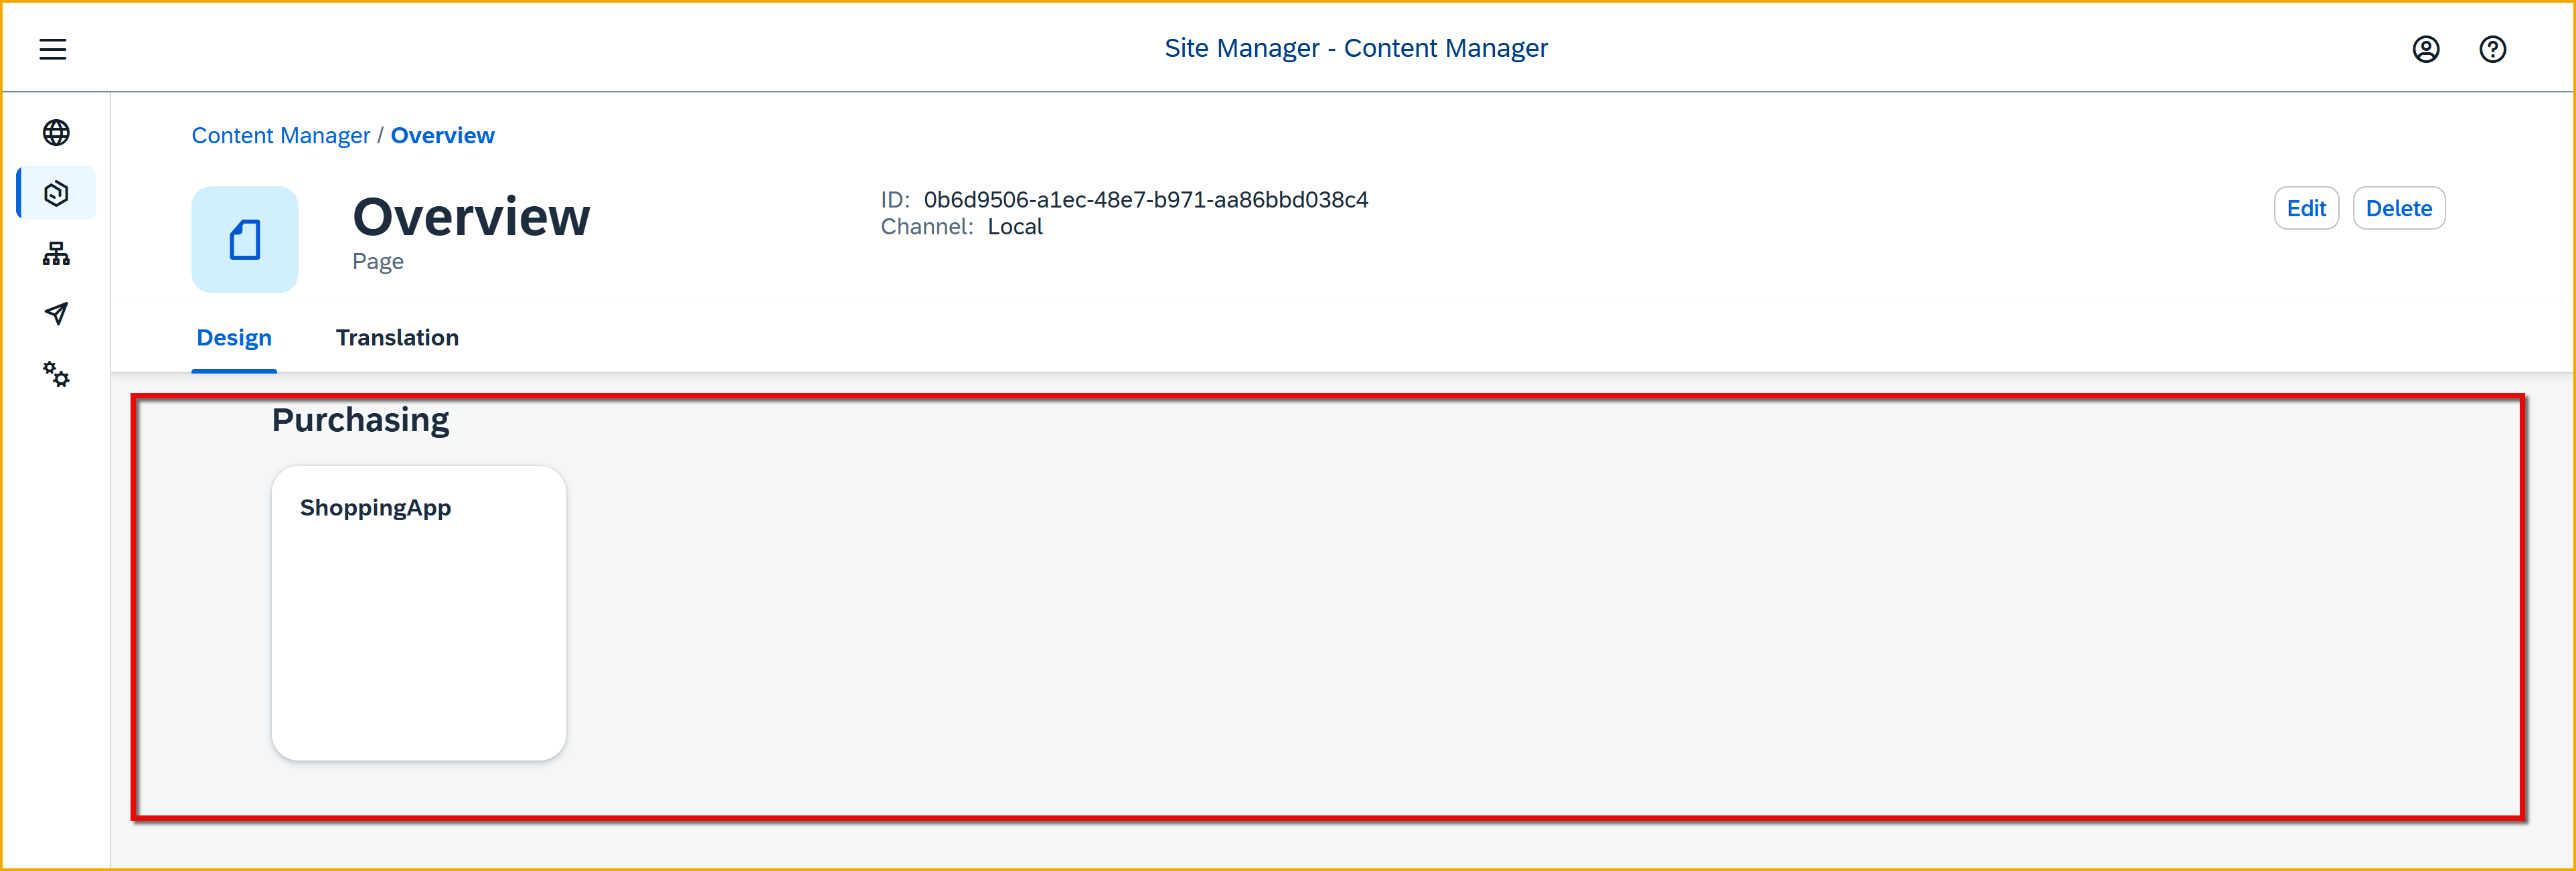 Site Manager - Content Manager
Content Manager / Overview
Overview
Page
ID: 0b6d9506-a1ec-48e7-b971-aa86bbd038c4
Channel: Local
Edit
Delete
Design
Translation
Purchasing
ShoppingApp